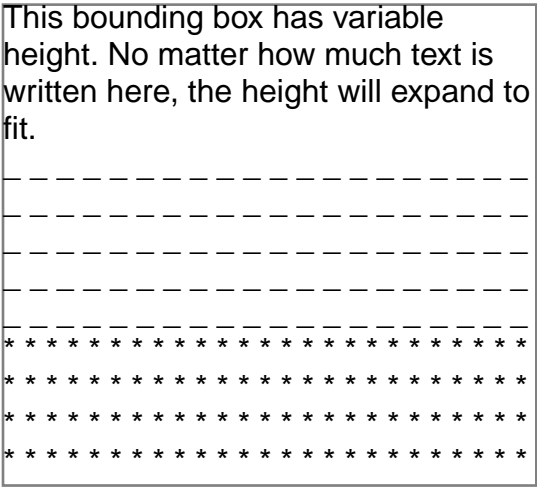 This bounding box has variable
height. No matter how much text is
written here, the height will expand to
fit.
_ _ _ _ _ _ _ _ _ _ _ _ _ _ _ _ _ _ _ _
_ _ _ _ _ _ _ _ _ _ _ _ _ _ _ _ _ _ _ _
_ _ _ _ _ _ _ _ _ _ _ _ _ _ _ _ _ _ _ _
_ _ _ _ _ _ _ _ _ _ _ _ _ _ _ _ _ _ _ _
_ _ _ _ _ _ _ _ _ _ _ _ _ _ _ _ _ _ _ _
* * * * * * * * * * * * * * * * * * * * * * * * *
* * * * * * * * * * * * * * * * * * * * * * * * *
* * * * * * * * * * * * * * * * * * * * * * * * *
* * * * * * * * * * * * * * * * * * * * * * * * *